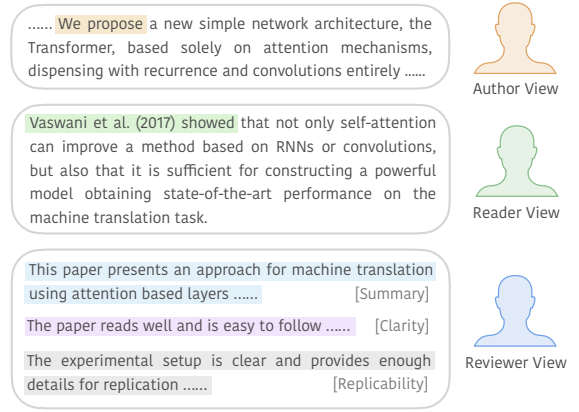 ...... We propose a new simple network architecture, the
Transformer, based solely on attention mechanisms,
dispensing with recurrence and convolutions entirely ......
Author View
Vaswani et al. (2017) showed that not only self-attention
can improve a method based on RNNs or convolutions,
but also that it is sufficient for constructing a powerful
model obtaining state-of-the-art performance on the
machine translation task.
Reader View
This paper presents an approach for machine translation
using attention based layers ...... [Summary]
The paper reads well and is easy to follow ...... [Clarity]
The experimental setup is clear and provides enough
details for replication ...... [Replicability]
Reviewer View